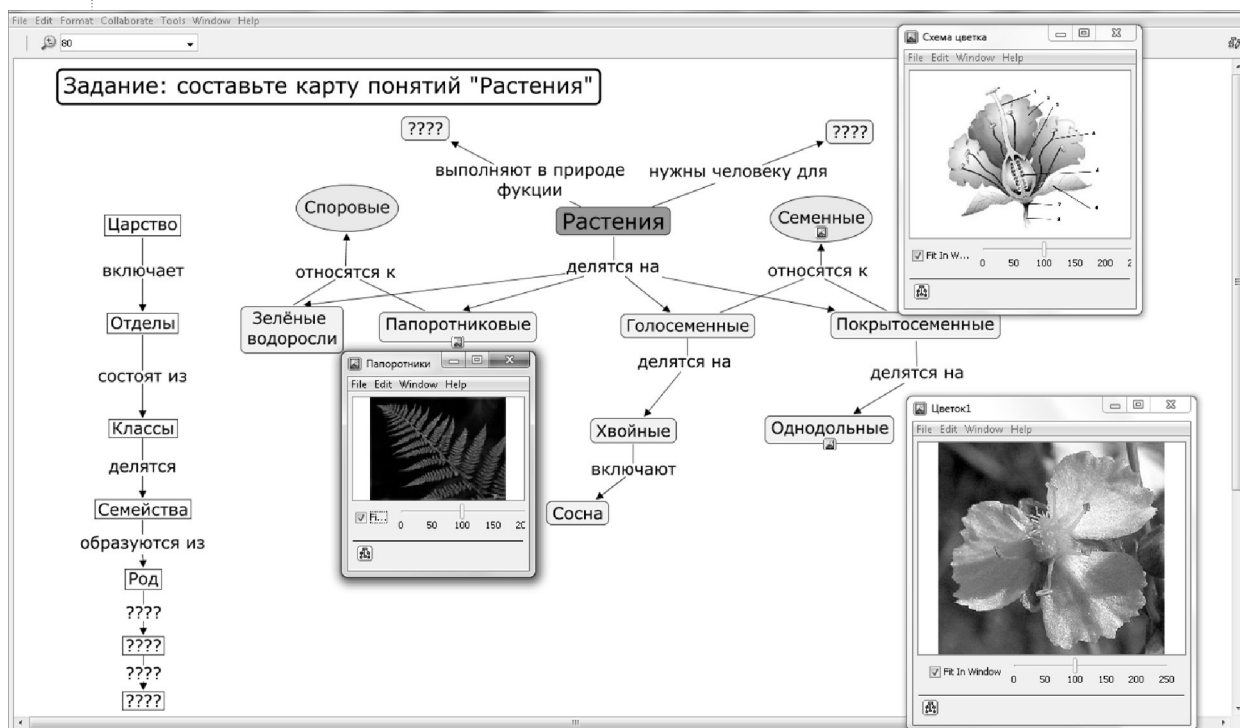 File Edit Format Collaborate Tools Window Help
80
Задание: составьте карту понятий "Растения"
????
????
выполняют в природе
фукции
нужны человеку для
Споровые
Растения
Семенные
Царство
включает
относятся к
делятся на
относятся к
Отделы
Зелёные
водоросли
Папоротниковые
Голосеменные
Покрытосеменные
состоят из
делятся на
делятся на
Классы
Хвойные
Однодольные
делятся
включают
Семейства
Сосна
образуются из
Род
????
????
????
????
Схема цветка
File Edit Window Help
Fit In W...
0 50 100 150 200 2
Папоротники
File Edit Window Help
Fi...
0 50 100 150 20
Цветок1
File Edit Window Help
Fit In Window
0 50 100 150 200 250